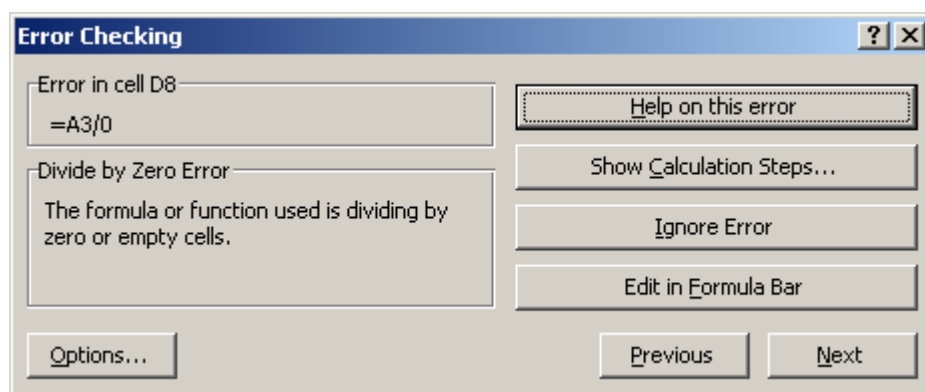 Error Checking
Error in cell D8
=A3/0
Divide by Zero Error
The formula or function used is dividing by
zero or empty cells.
Help on this error
Show Calculation Steps...
Ignore Error
Edit in Formula Bar
Options...
Previous
Next